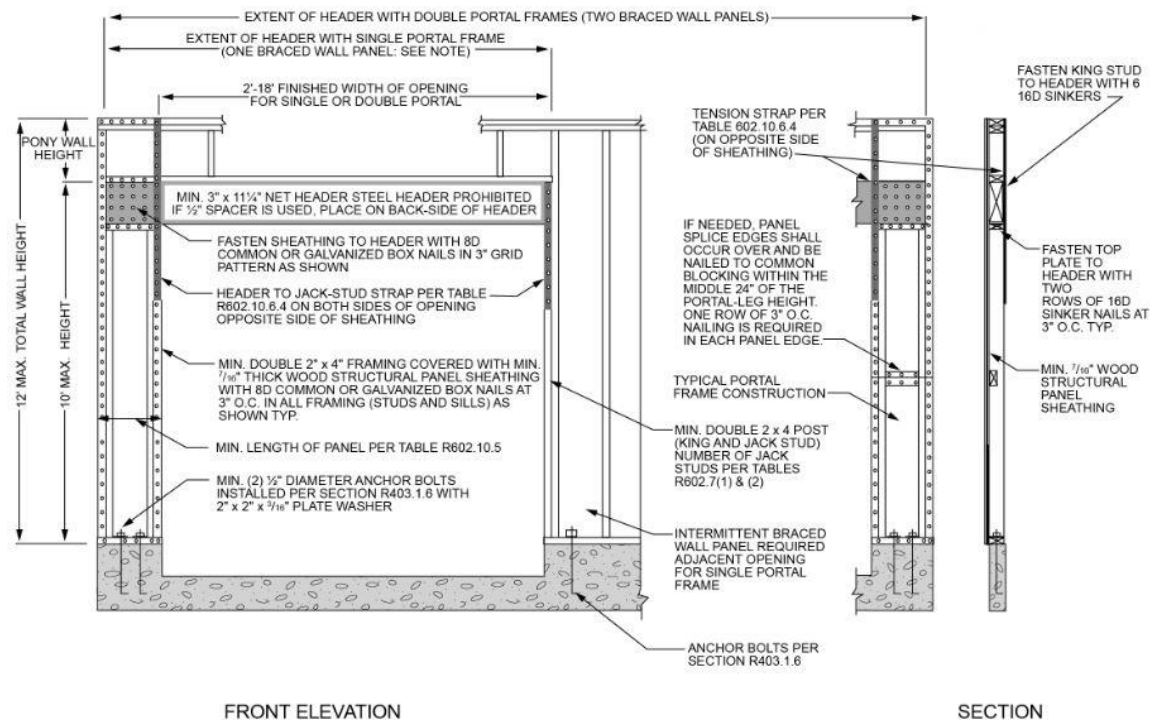 EXTENT OF HEADER WITH DOUBLE PORTAL FRAMES (TWO BRACED WALL PANELS)
EXTENT OF HEADER WITH SINGLE PORTAL FRAME
(ONE BRACED WALL PANEL: SEE NOTE)
2'-18' FINISHED WIDTH OF OPENING
FOR SINGLE OR DOUBLE PORTAL
PONY WALL
HEIGHT
12' MAX. TOTAL WALL HEIGHT
10' MAX. HEIGHT
MIN. 3" x 11¼" NET HEADER STEEL HEADER PROHIBITED
IF ½" SPACER IS USED, PLACE ON BACK-SIDE OF HEADER
FASTEN SHEATHING TO HEADER WITH 8D
COMMON OR GALVANIZED BOX NAILS IN 3" GRID
PATTERN AS SHOWN
HEADER TO JACK-STUD STRAP PER TABLE
R602.10.6.4 ON BOTH SIDES OF OPENING
OPPOSITE SIDE OF SHEATHING
MIN. DOUBLE 2" x 4" FRAMING COVERED WITH MIN.
7/16" THICK WOOD STRUCTURAL PANEL SHEATHING
WITH 8D COMMON OR GALVANIZED BOX NAILS AT
3" O.C. IN ALL FRAMING (STUDS AND SILLS) AS
SHOWN TYP.
MIN. LENGTH OF PANEL PER TABLE R602.10.5
MIN. (2) ½" DIAMETER ANCHOR BOLTS
INSTALLED PER SECTION R403.1.6 WITH
2" x 2" x 3/16" PLATE WASHER
TENSION STRAP PER
TABLE 602.10.6.4
(ON OPPOSITE SIDE
OF SHEATHING)
IF NEEDED, PANEL
SPLICE EDGES SHALL
OCCUR OVER AND BE
NAILED TO COMMON
BLOCKING WITHIN THE
MIDDLE 24" OF THE
PORTAL-LEG HEIGHT.
ONE ROW OF 3" O.C.
NAILING IS REQUIRED
IN EACH PANEL EDGE.
TYPICAL PORTAL
FRAME CONSTRUCTION
MIN. DOUBLE 2 x 4 POST
(KING AND JACK STUD)
NUMBER OF JACK
STUDS PER TABLES
R602.7(1) & (2)
INTERMITTENT BRACED
WALL PANEL REQUIRED
ADJACENT OPENING
FOR SINGLE PORTAL
FRAME
ANCHOR BOLTS PER
SECTION R403.1.6
FASTEN KING STUD
TO HEADER WITH 6
16D SINKERS
FASTEN TOP
PLATE TO
HEADER WITH
TWO
ROWS OF 16D
SINKER NAILS AT
3" O.C. TYP.
MIN. 7/16" WOOD
STRUCTURAL
PANEL
SHEATHING
FRONT ELEVATION
SECTION